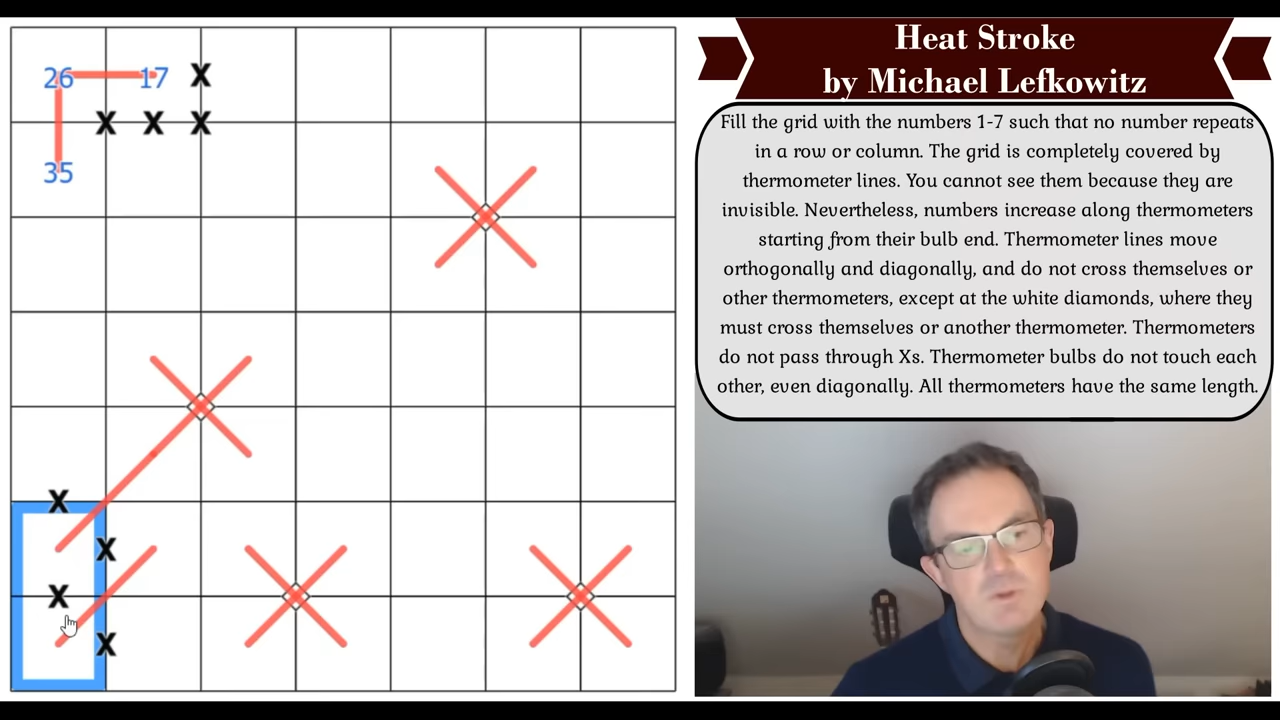 Heat Stroke
by Michael Lefkowitz
Fill the grid with the numbers 1-7 such that no number repeats
in a row or column. The grid is completely covered by
thermometer lines. You cannot see them because they are
invisible. Nevertheless, numbers increase along thermometers
starting from their bulb end. Thermometer lines move
orthogonally and diagonally, and do not cross themselves or
other thermometers, except at the white diamonds, where they
must cross themselves or another thermometer. Thermometers
do not pass through Xs. Thermometer bulbs do not touch each
other, even diagonally. All thermometers have the same length.
26 17 X
X X X
35
X
X
X
X